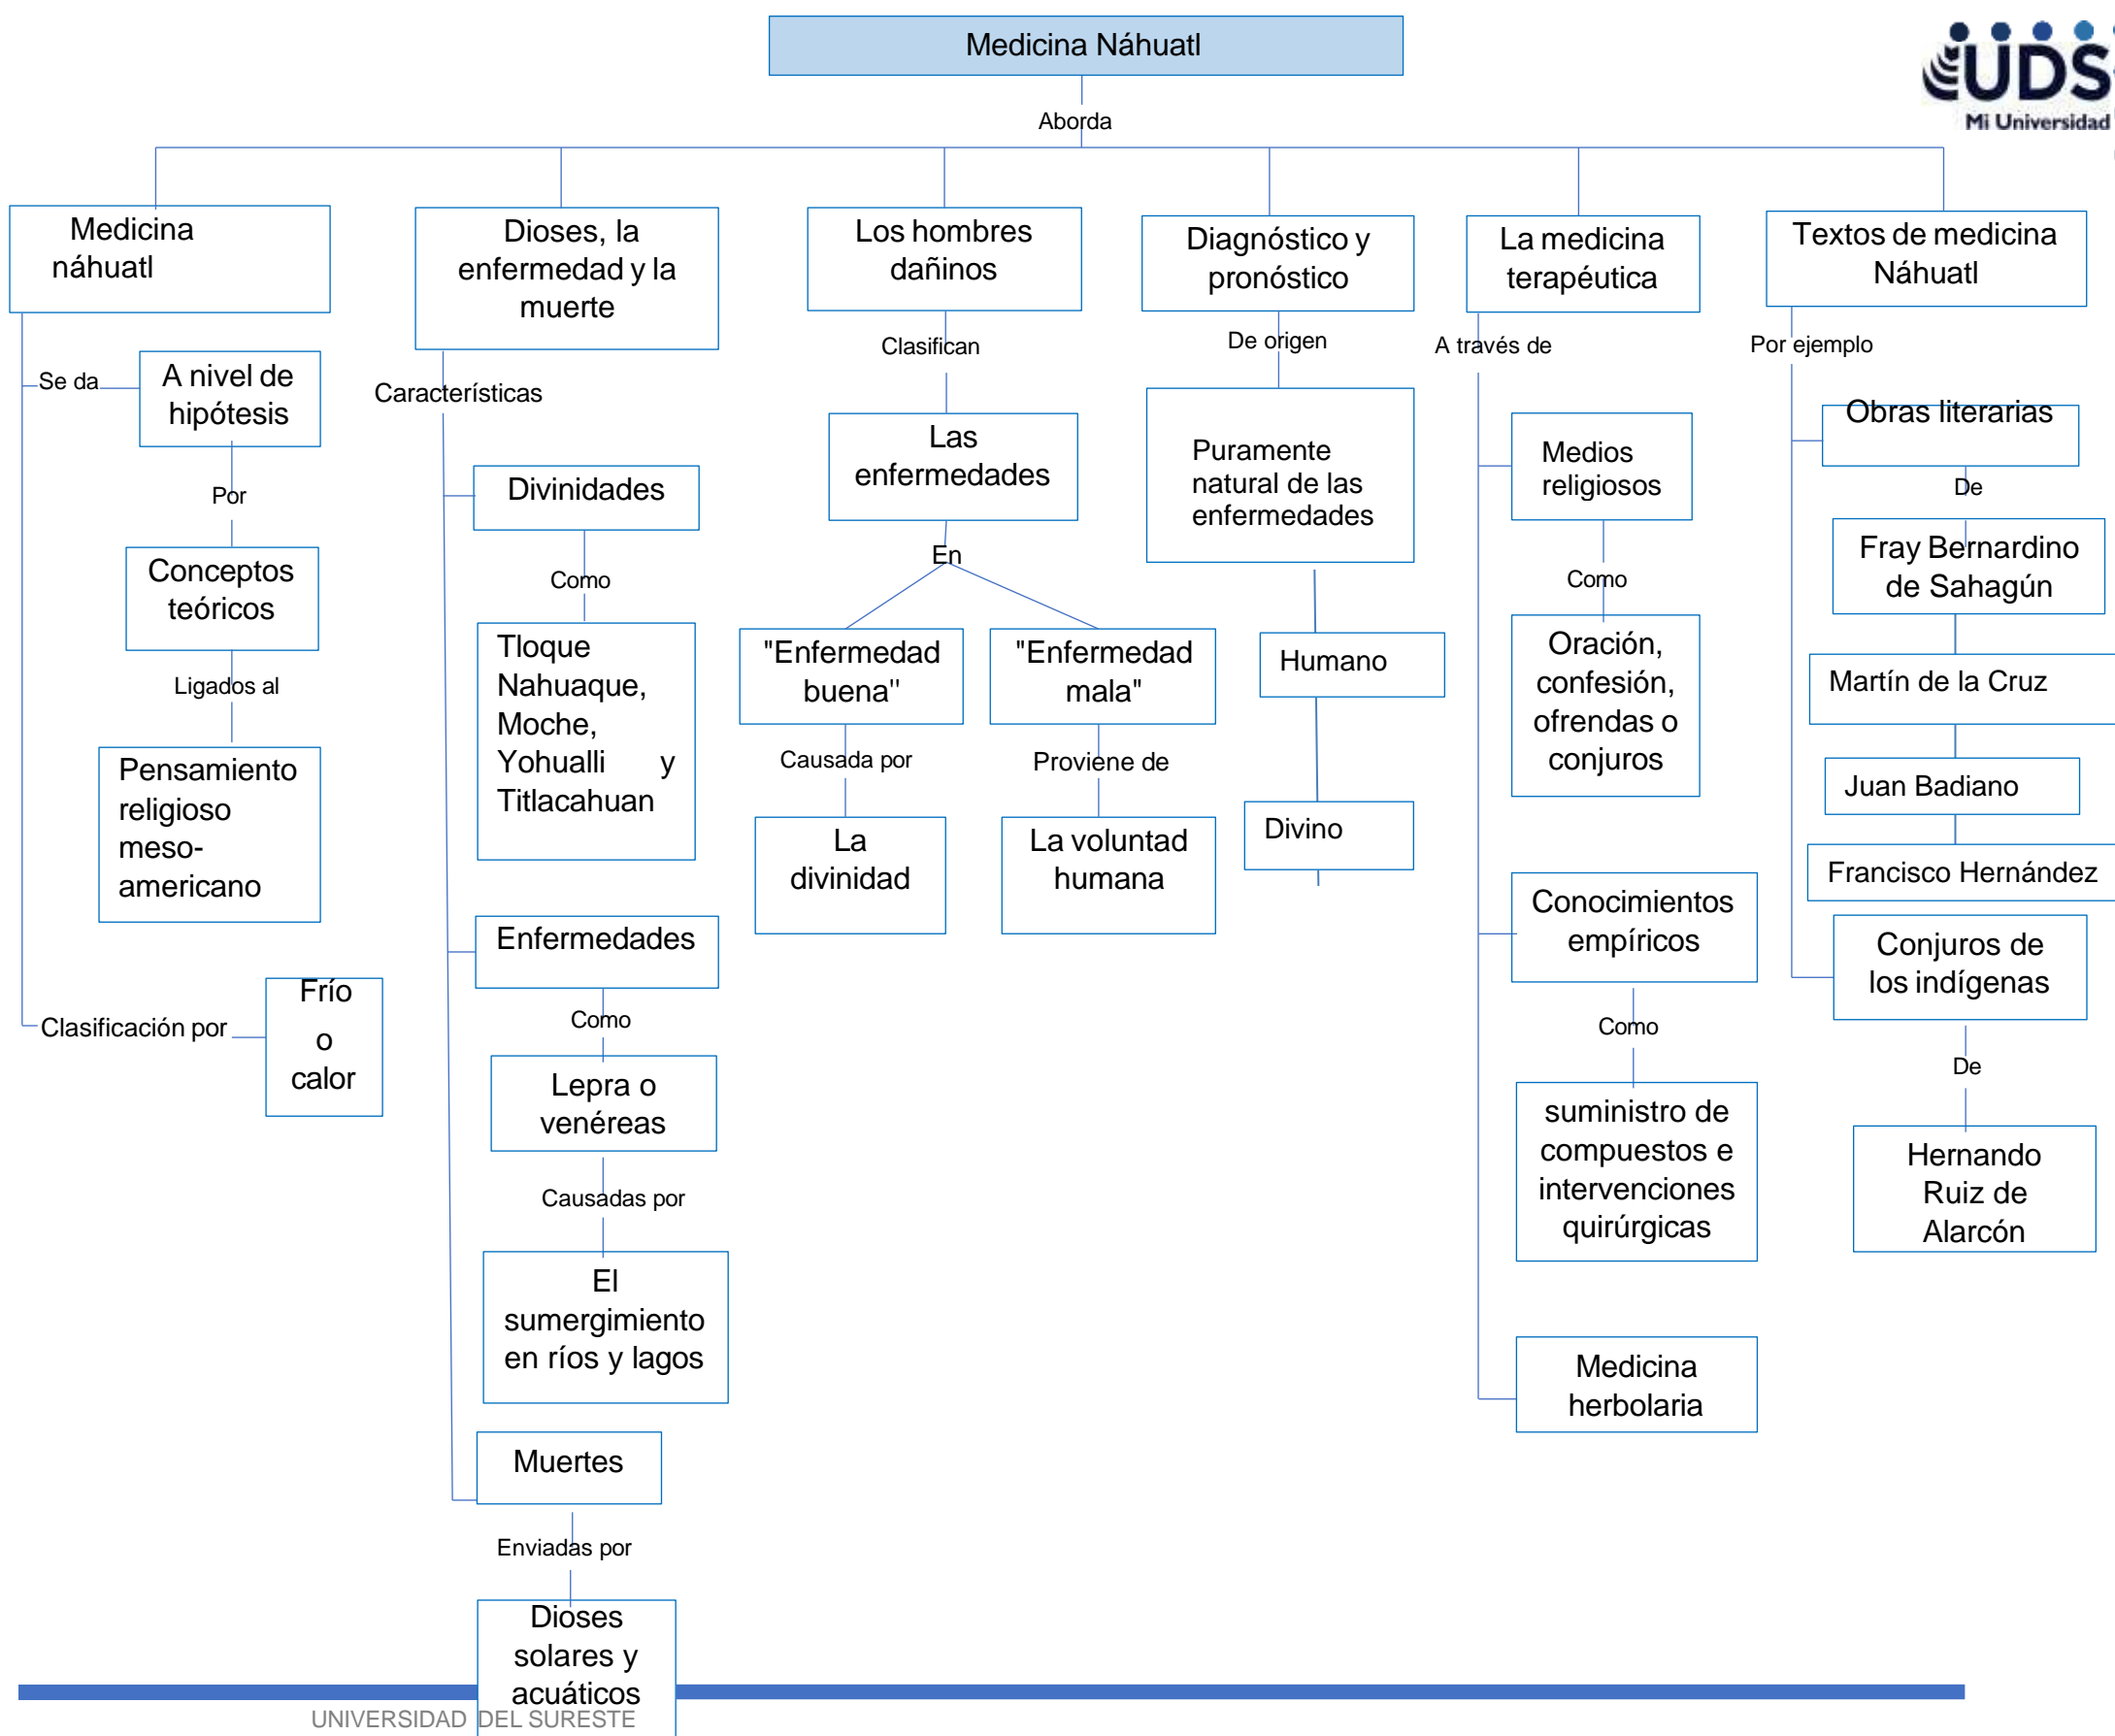 Medicina Náhuatl
UDS
Mi Universidad
Aborda
Medicina
náhuatl
Se da
A nivel de
hipótesis
Por
Conceptos
teóricos
Ligados al
Pensamiento
religioso
meso-
americano
Clasificación por
Frío
o
calor
Dioses, la
enfermedad y la
muerte
Características
Divinidades
Como
Tloque
Nahuaque,
Moche,
Yohualli y
Titlacahuan
Enfermedades
Como
Lepra o
venéreas
Causadas por
El
sumergimiento
en ríos y lagos
Muertes
Enviadas por
Dioses
solares y
acuáticos
Los hombres
dañinos
Clasifican
Las
enfermedades
En
"Enfermedad
buena"
Causada por
La
divinidad
"Enfermedad
mala"
Proviene de
La voluntad
humana
Diagnóstico y
pronóstico
De origen
Puramente
natural de las
enfermedades
Humano
Divino
La medicina
terapéutica
A través de
Medios
religiosos
Como
Oración,
confesión,
ofrendas o
conjuros
Conocimientos
empíricos
Como
suministro de
compuestos e
intervenciones
quirúrgicas
Medicina
herbolaria
Textos de medicina
Náhuatl
Por ejemplo
Obras literarias
De
Fray Bernardino
de Sahagún
Martín de la Cruz
Juan Badiano
Francisco Hernández
Conjuros de
los indígenas
De
Hernando
Ruiz de
Alarcón
UNIVERSIDAD DEL SURESTE